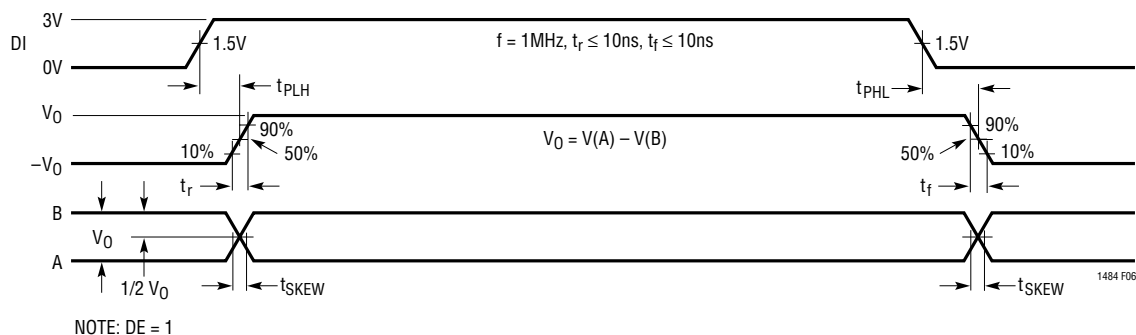 3V
DI
1.5V
f = 1MHz, tr ≤ 10ns, tf ≤ 10ns
1.5V
0V
tPLH
tPHL
VO
90%
VO = V(A) – V(B)
90%
10%
50%
50%
10%
–VO
tr
tf
B
VO
A
1/2 VO
tSKEW
tSKEW
1484 F06
NOTE: DE = 1